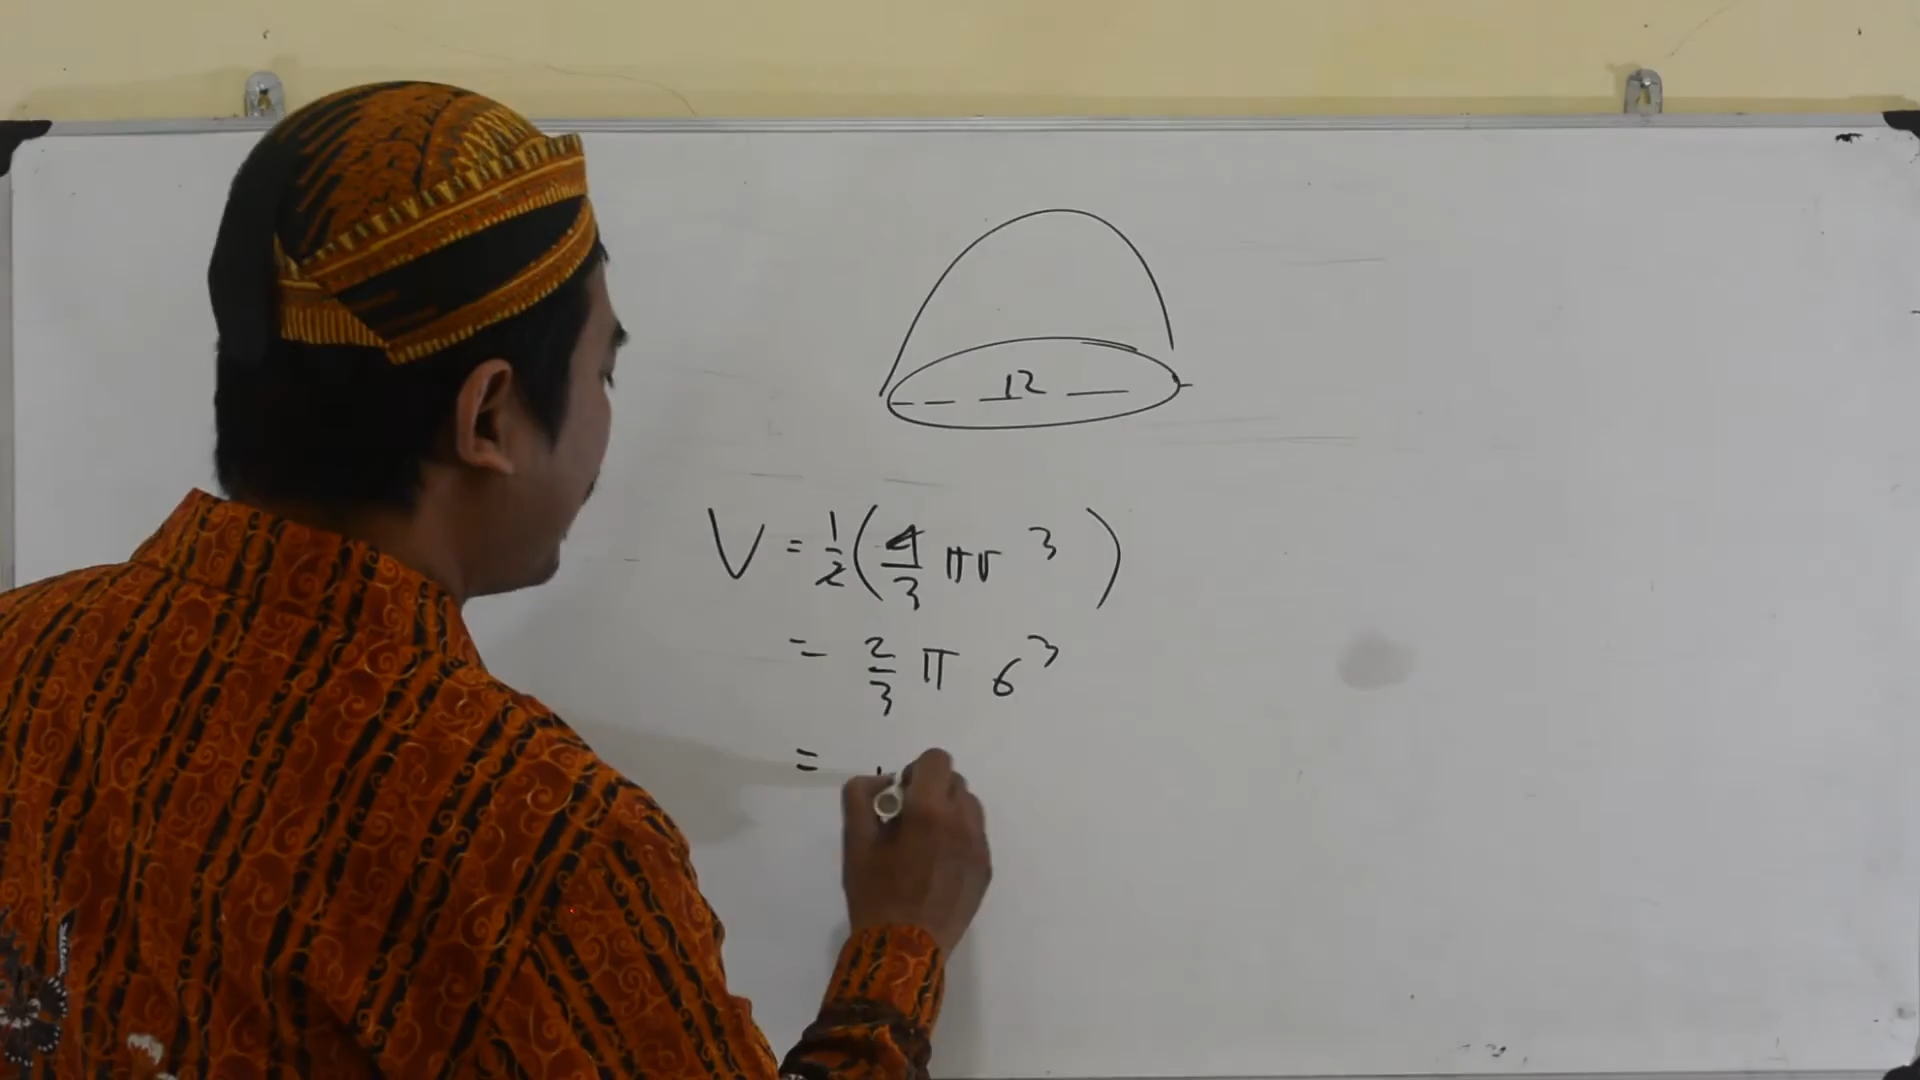 12
V = 1/2 (4/3 πr³)
= 2/3 π 6³
=